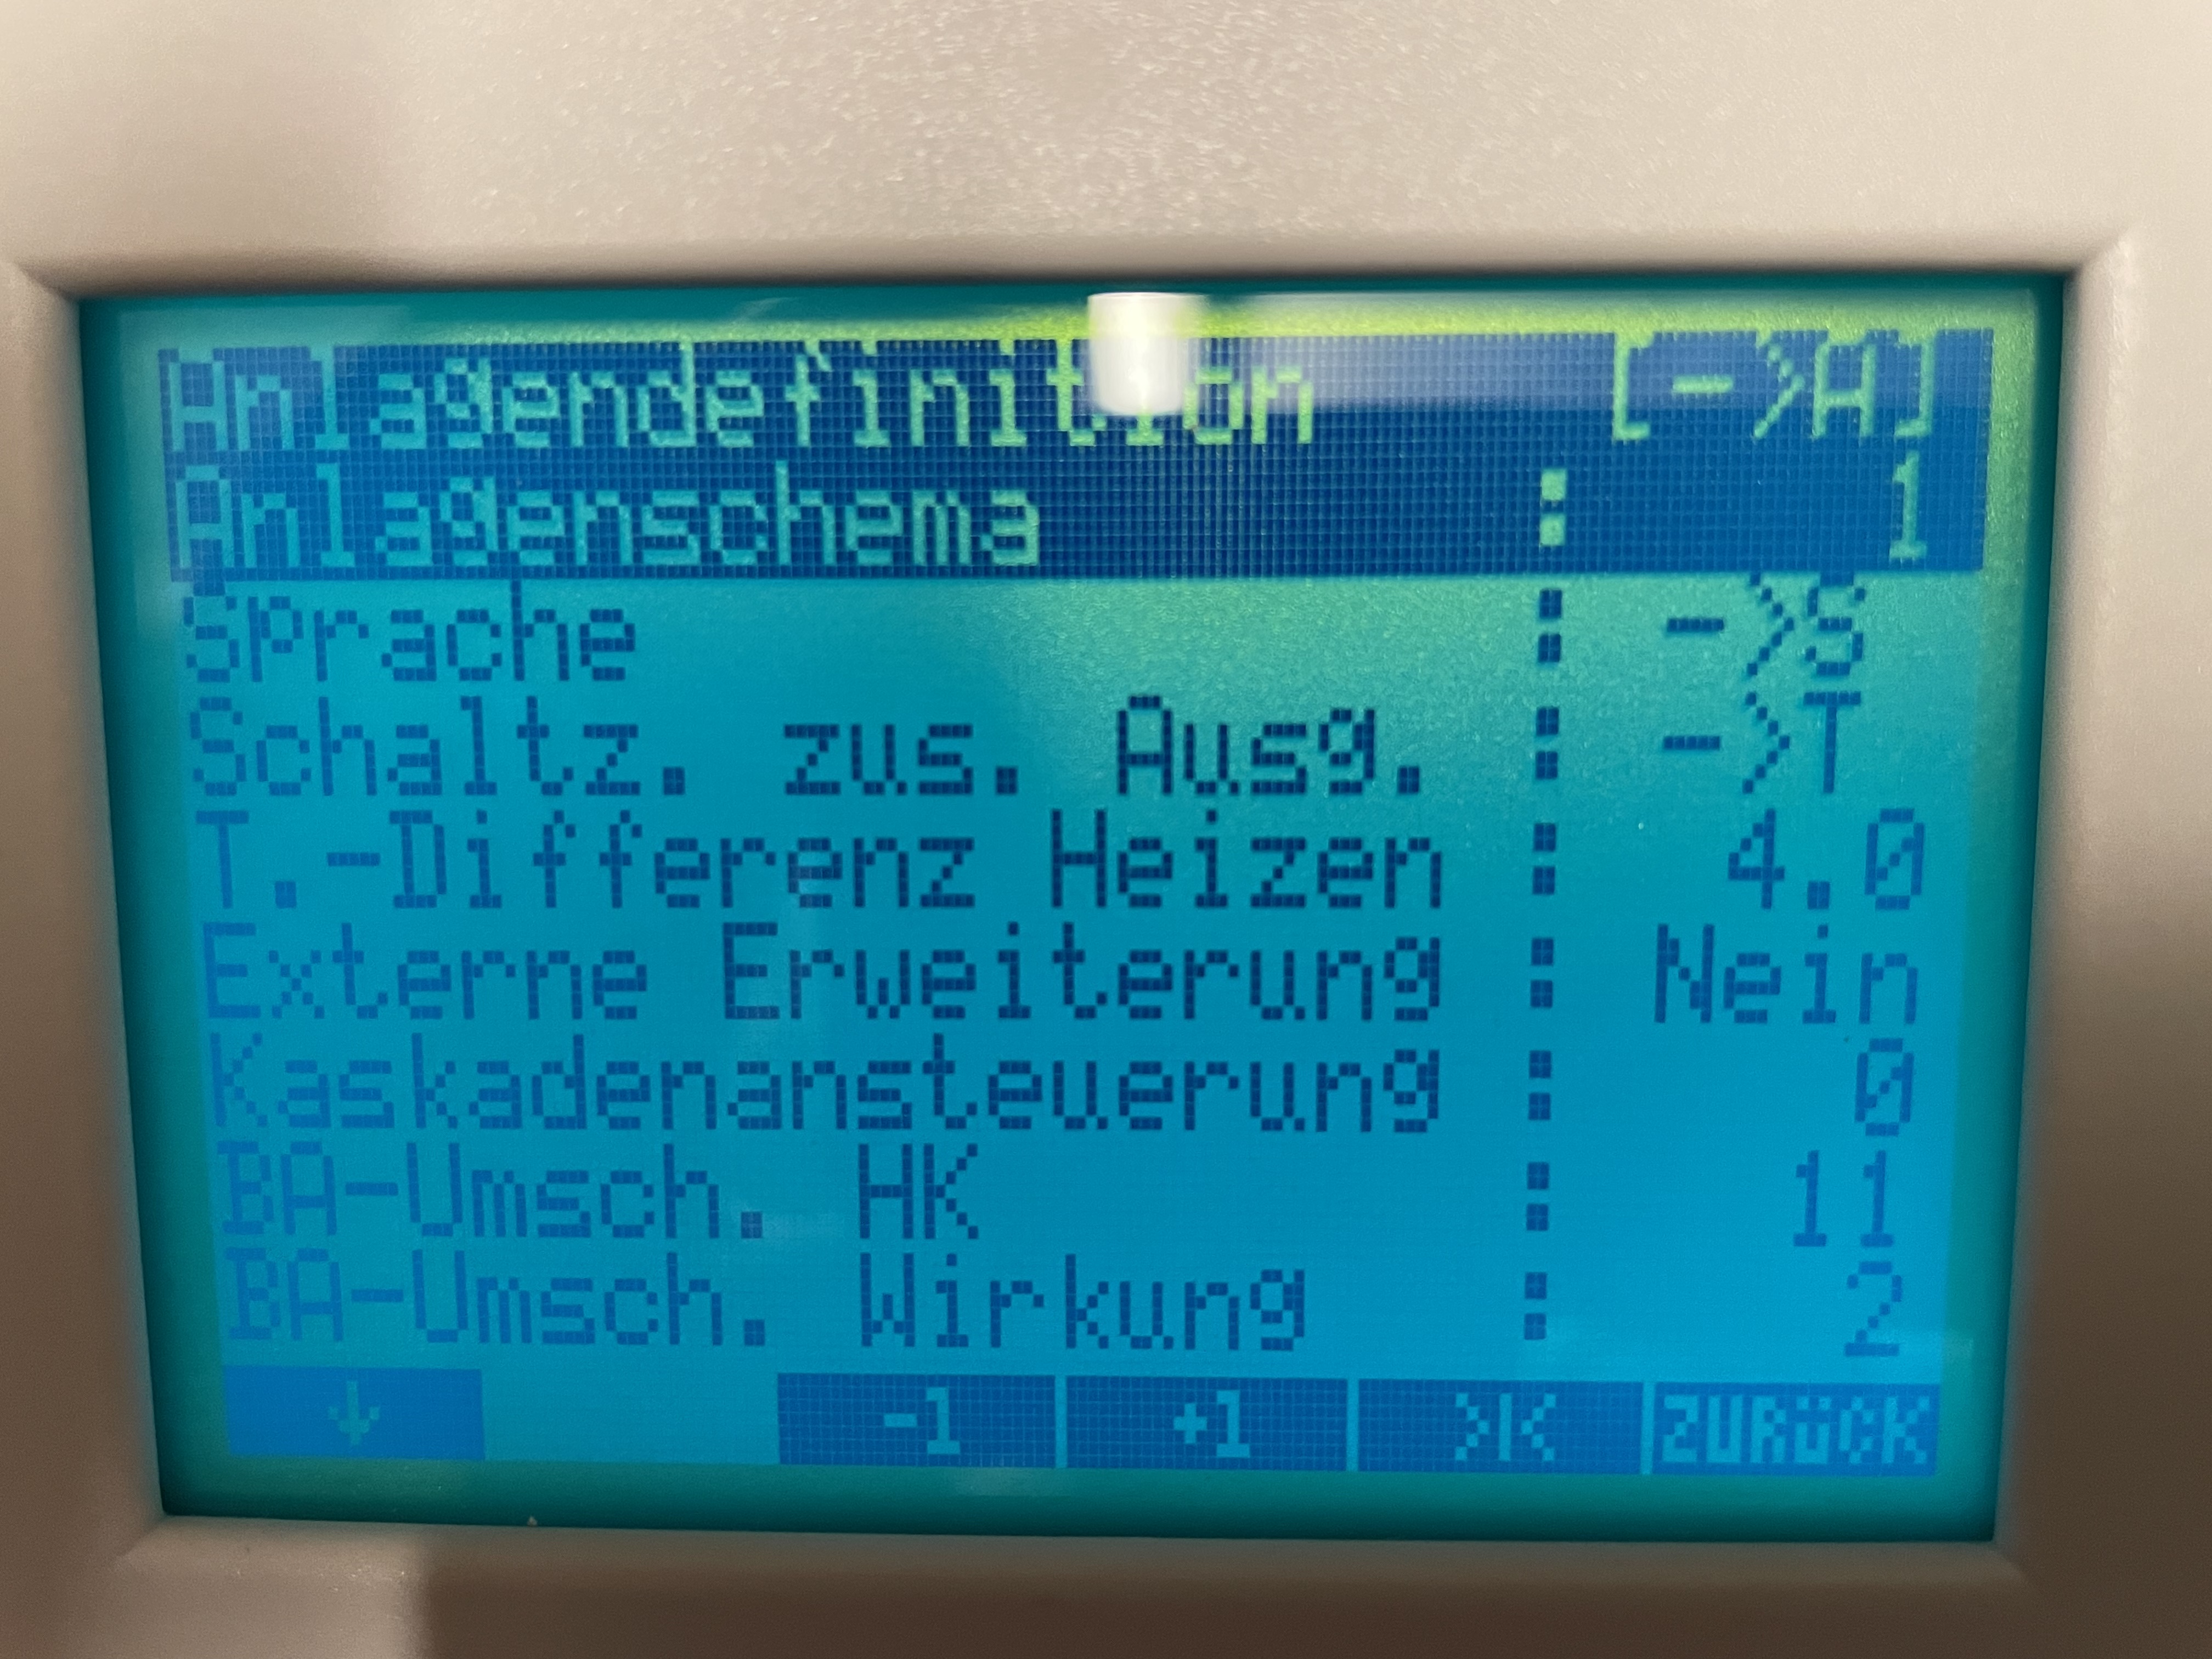 Anlagendefinition [->A]
Anlagenschema : 1
Sprache : ->S
Schaltz. zus. Ausg. : ->T
T.-Differenz Heizen : 4.0
Externe Erweiterung : Nein
Kaskadenansteuerung : 0
BA-Umsch. HK : 11
BA-Umsch. Wirkung : 2
↓ -1 +1 >|< ZURüCK